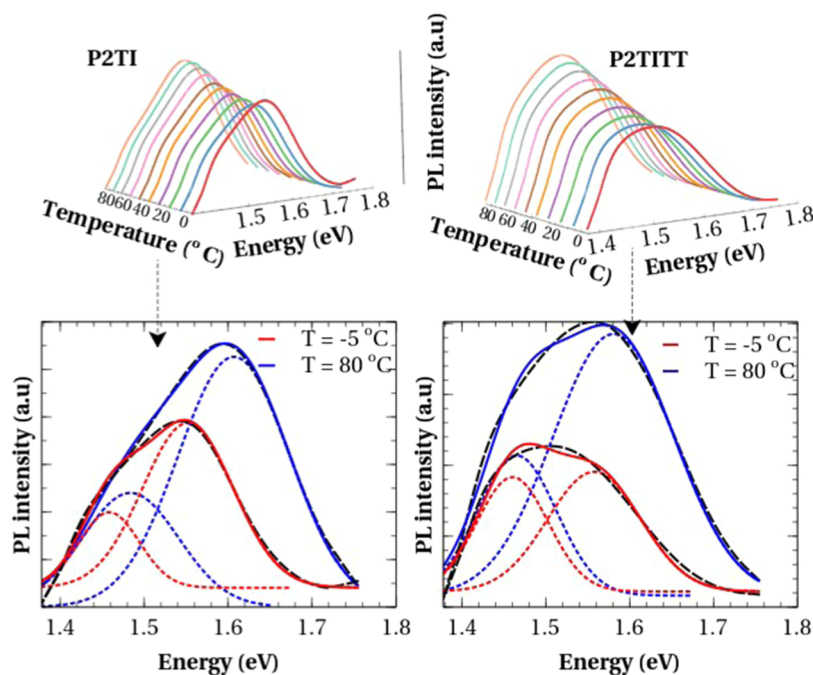 P2TI
80
60
40
20
0
Temperature (° C)
1.5
1.6
1.7
1.8
Energy (eV)
PL intensity (a.u)
P2TITT
80
60
40
20
0
Temperature (° C)
1.4
1.5
1.6
1.7
1.8
Energy (eV)
PL intensity (a.u)
T = -5 °C
T = 80 °C
1.4
1.5
1.6
1.7
1.8
Energy (eV)
PL intensity (a.u)
T = -5 °C
T = 80 °C
1.4
1.5
1.6
1.7
1.8
Energy (eV)